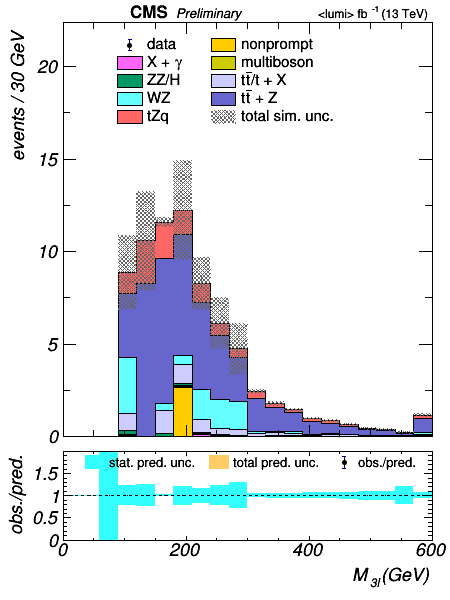 CMS Preliminary <lumi> fb⁻¹ (13 TeV)
events / 30 GeV
data
nonprompt
X + γ
multiboson
ZZ/H
tt̄/t + X
WZ
tt̄ + Z
tZq
total sim. unc.
20
15
10
5
0
obs./pred.
stat. pred. unc.
total pred. unc.
obs./pred.
1.5
1
0.5
0
0 200 400 600
M₃ₗ(GeV)